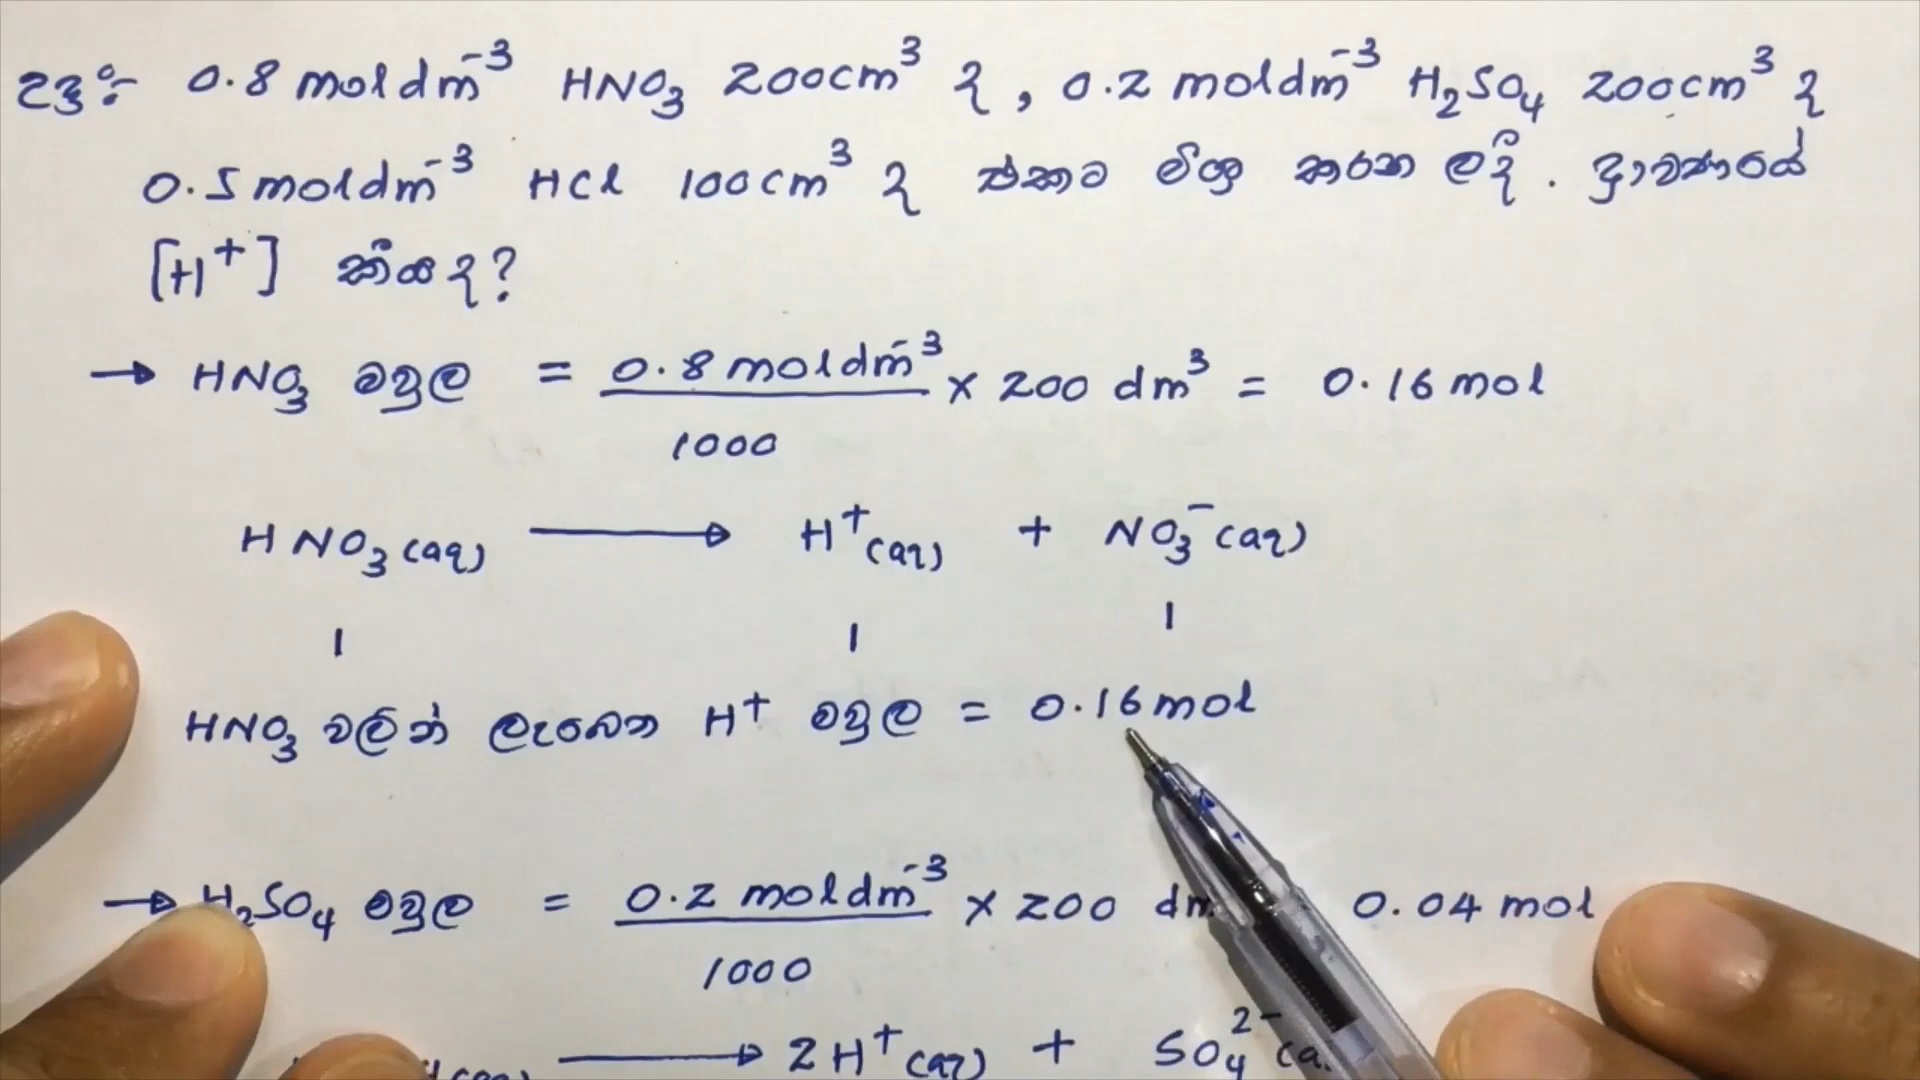 උදා:- 0.8 moldm⁻³ HNO₃ 200cm³ ද, 0.2 moldm⁻³ H₂SO₄ 200cm³ ද
0.5 moldm⁻³ HCl 100cm³ ද එකට මිශ්‍ර කරන ලදී. ද්‍රාවණයේ
[H⁺] කීයද?
→ HNO₃ මවුල = 0.8 moldm⁻³ / 1000 × 200 dm³ = 0.16 mol
HNO₃(aq) → H⁺(aq) + NO₃⁻(aq)
1 1 1
HNO₃ වලින් ලැබෙන H⁺ මවුල = 0.16 mol
→ H₂SO₄ මවුල = 0.2 moldm⁻³ / 1000 × 200 0.04 mol
→ 2H⁺(aq) + SO₄²⁻